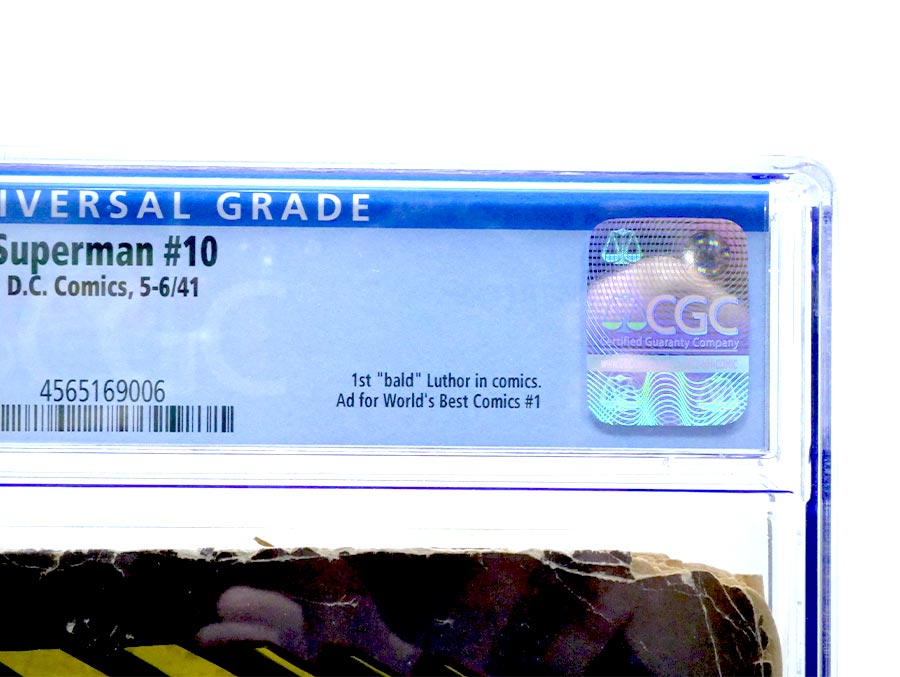 IVERSAL GRADE
Superman #10
D.C. Comics, 5-6/41
4565169006
1st "bald" Luthor in comics.
Ad for World's Best Comics #1
CGC
Certified Guaranty Company